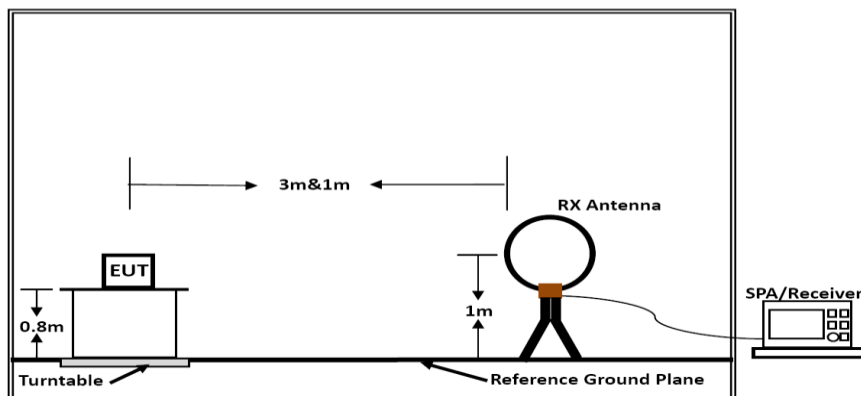 3m&1m
RX Antenna
EUT
SPA/Receiver
0.8m
1m
Turntable
Reference Ground Plane